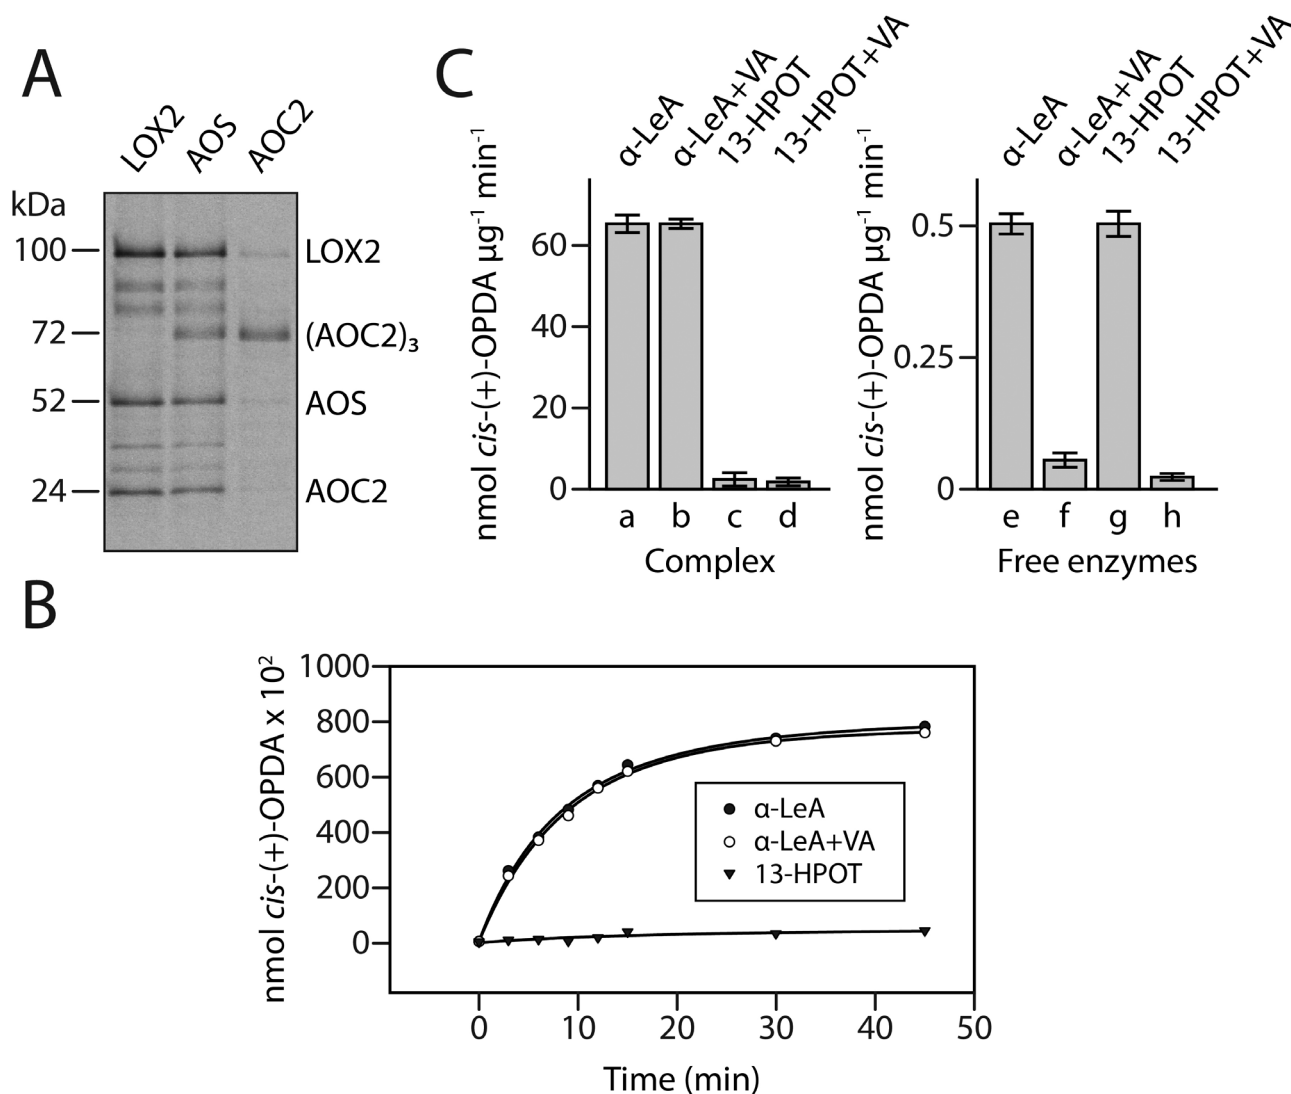 A
LOX2
AOS
AOC2
kDa
100
72
52
24
LOX2
(AOC2)₃
AOS
AOC2
C
α-LeA
α-LeA+VA
13-HPOT
13-HPOT+VA
nmol cis-(+)-OPDA µg⁻¹ min⁻¹
60
40
20
0
a b c d
Complex
α-LeA
α-LeA+VA
13-HPOT
13-HPOT+VA
nmol cis-(+)-OPDA µg⁻¹ min⁻¹
0.5
0.25
0
e f g h
Free enzymes
B
nmol cis-(+)-OPDA x 10²
1000
800
600
400
200
0
α-LeA
α-LeA+VA
13-HPOT
0 10 20 30 40 50
Time (min)